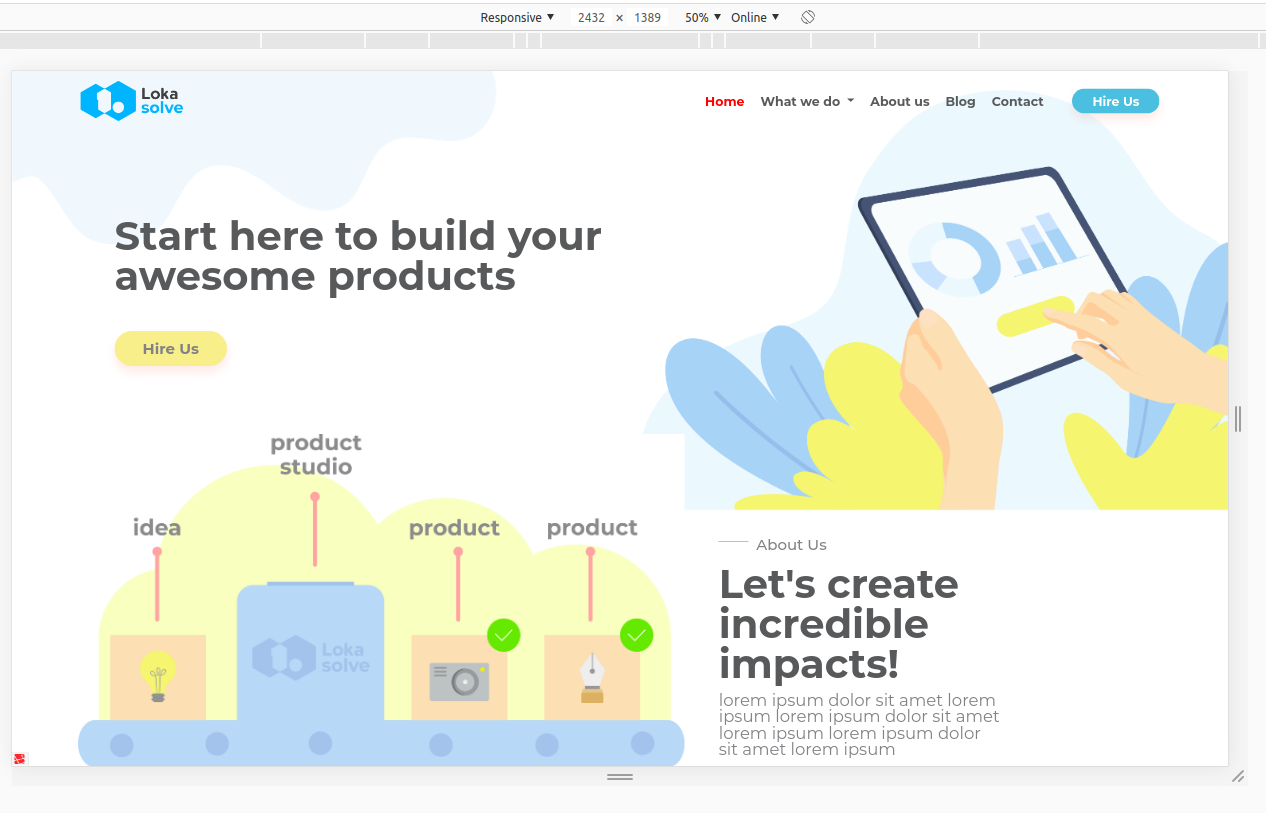 Responsive ▼ 2432 × 1389 50% ▼ Online ▼
Loka
solve
Home What we do About us Blog Contact Hire Us
Start here to build your
awesome products
Hire Us
product
studio
idea
product
product
Loka
solve
About Us
Let's create
incredible
impacts!
lorem ipsum dolor sit amet lorem
ipsum lorem ipsum dolor sit amet
lorem ipsum lorem ipsum dolor
sit amet lorem ipsum